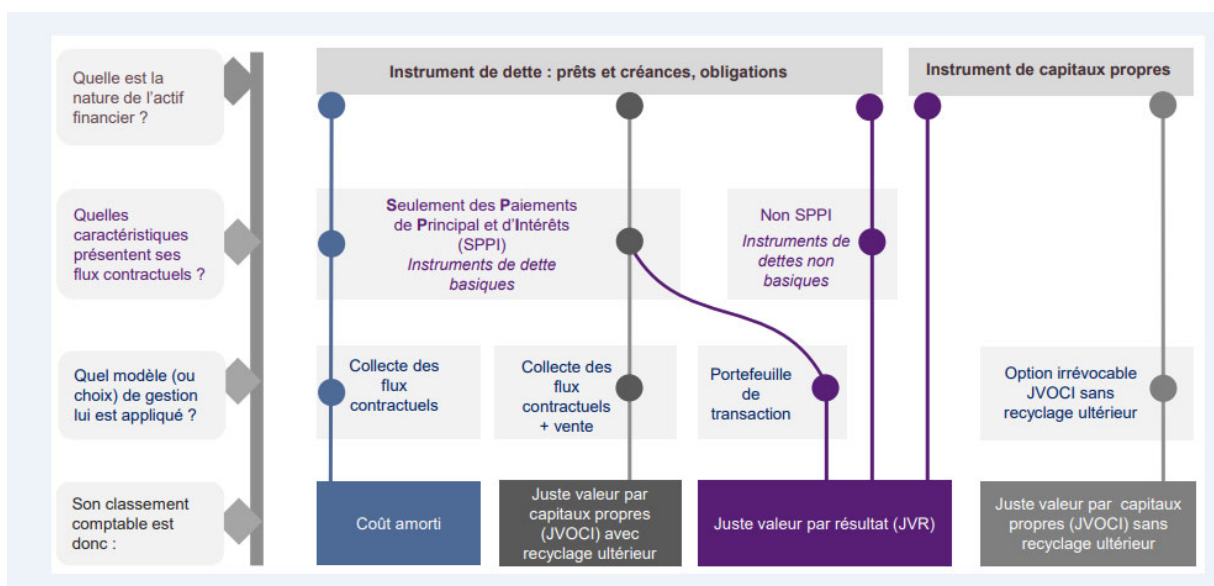 Quelle est la
nature de l'actif
financier ?
Instrument de dette : prêts et créances, obligations
Instrument de capitaux propres
Quelles
caractéristiques
présentent ses
flux contractuels ?
Seulement des Paiements
de Principal et d'Intérêts
(SPPI)
Instruments de dette
basiques
Non SPPI
Instruments de
dettes non
basiques
Quel modèle (ou
choix) de gestion
lui est appliqué ?
Collecte des
flux
contractuels
Collecte des
flux
contractuels
+ vente
Portefeuille
de
transaction
Option irrévocable
JVOCI sans
recyclage ultérieur
Son classement
comptable est
donc :
Coût amorti
Juste valeur par
capitaux propres
(JVOCI) avec
recyclage ultérieur
Juste valeur par résultat (JVR)
Juste valeur par capitaux
propres (JVOCI) sans
recyclage ultérieur